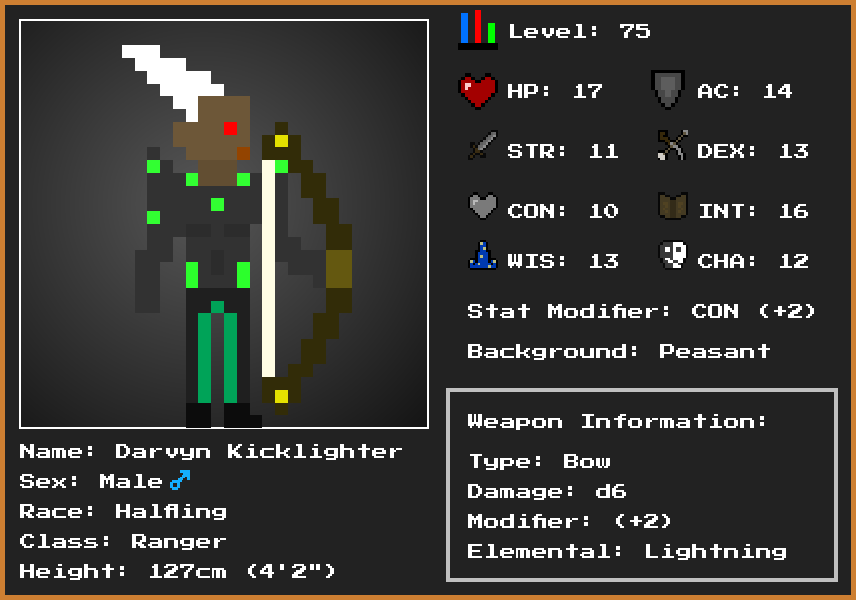 Level: 75
HP: 17
AC: 14
STR: 11
DEX: 13
CON: 10
INT: 16
WIS: 13
CHA: 12
Stat Modifier: CON (+2)
Background: Peasant
Weapon Information:
Type: Bow
Damage: d6
Modifier: (+2)
Elemental: Lightning
Name: Darvyn Kicklighter
Sex: Male♂
Race: Halfling
Class: Ranger
Height: 127cm (4'2")